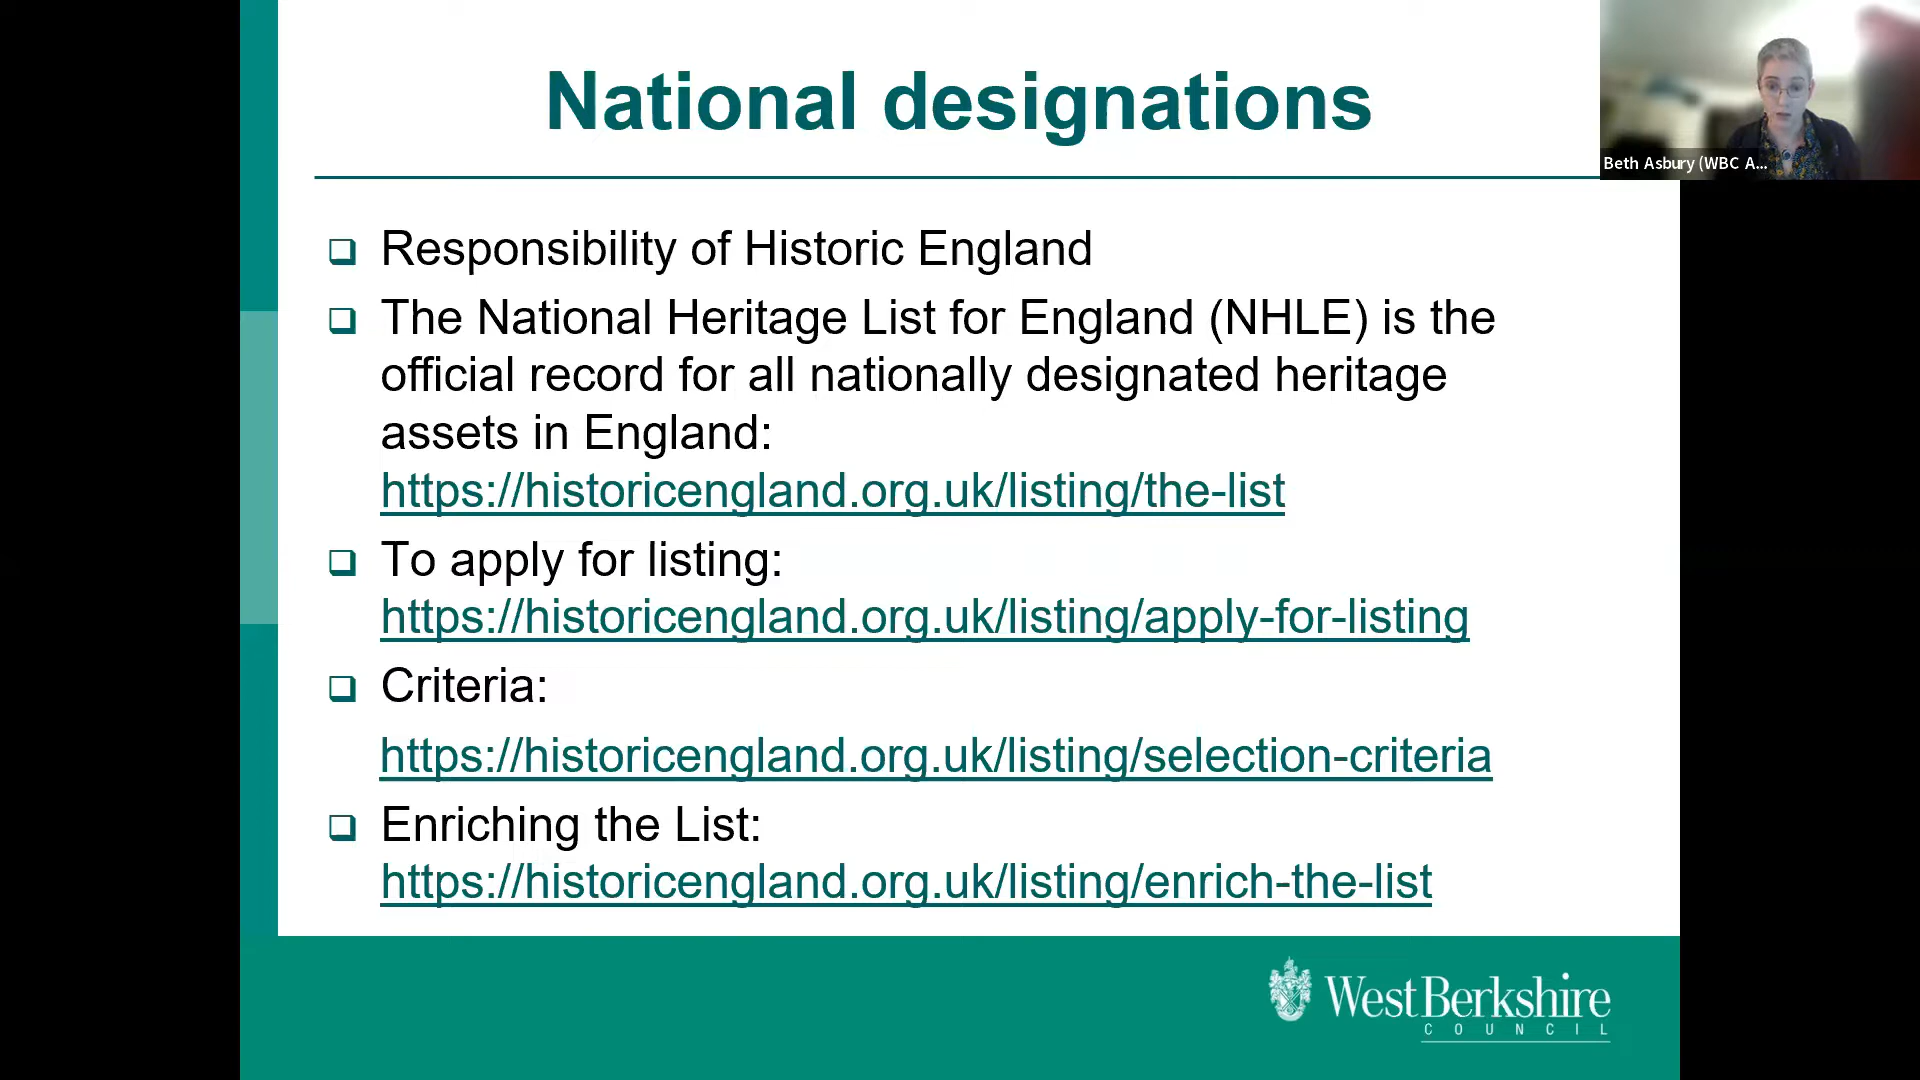 National designations
Beth Asbury (WBC A...
Responsibility of Historic England
The National Heritage List for England (NHLE) is the
official record for all nationally designated heritage
assets in England:
https://historicengland.org.uk/listing/the-list
To apply for listing:
https://historicengland.org.uk/listing/apply-for-listing
Criteria:
https://historicengland.org.uk/listing/selection-criteria
Enriching the List:
https://historicengland.org.uk/listing/enrich-the-list
West Berkshire
COUNCIL